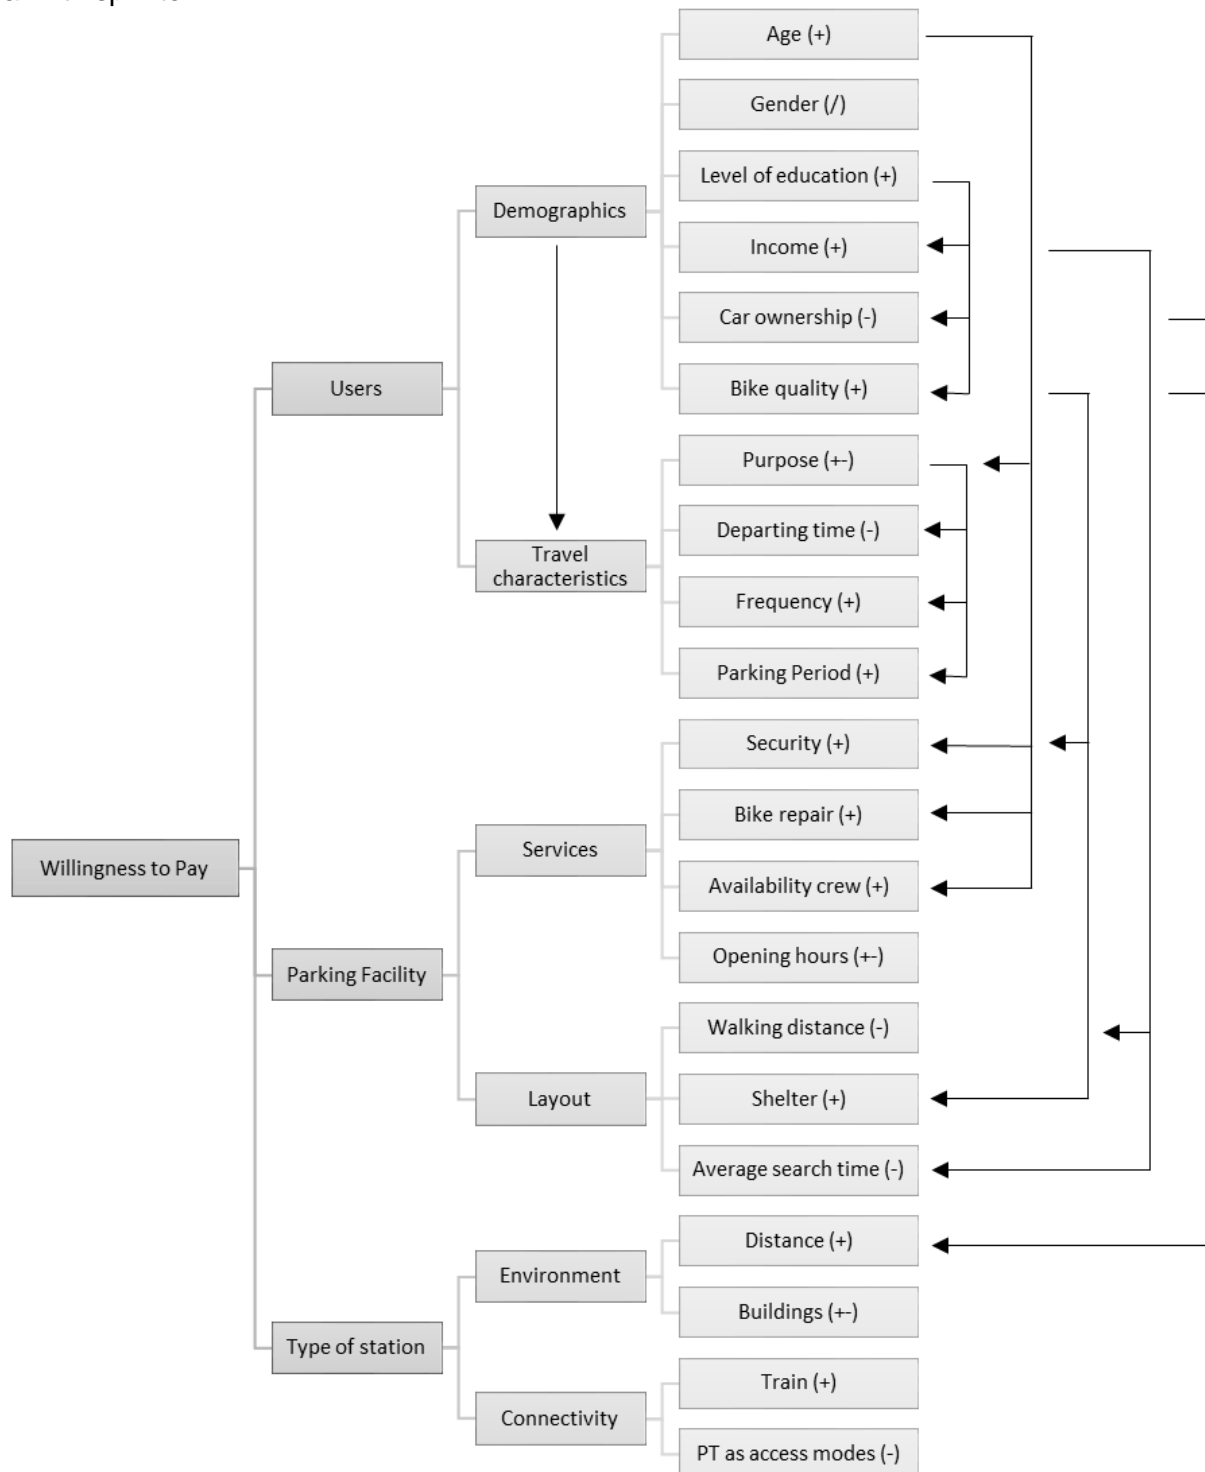 Age (+)
Gender (/)
Level of education (+)
Demographics
Income (+)
Car ownership (-)
Users
Bike quality (+)
Purpose (+-)
Departing time (-)
Travel
characteristics
Frequency (+)
Parking Period (+)
Security (+)
Bike repair (+)
Services
Willingness to Pay
Availability crew (+)
Opening hours (+-)
Parking Facility
Walking distance (-)
Layout
Shelter (+)
Average search time (-)
Distance (+)
Environment
Buildings (+-)
Type of station
Train (+)
Connectivity
PT as access modes (-)